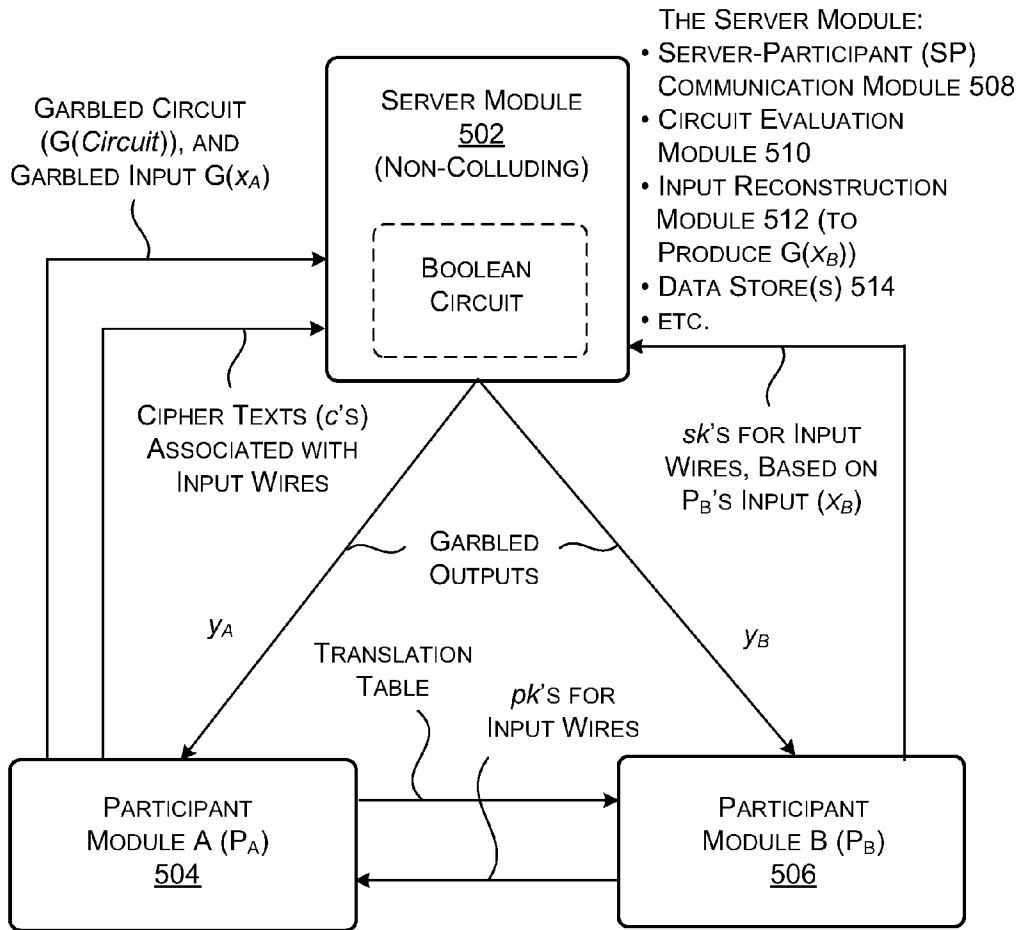 THE SERVER MODULE:
• SERVER-PARTICIPANT (SP)
COMMUNICATION MODULE 508
• CIRCUIT EVALUATION
MODULE 510
• INPUT RECONSTRUCTION
MODULE 512 (TO
PRODUCE G(xB))
• DATA STORE(S) 514
• ETC.
GARBLED CIRCUIT
(G(Circuit)), AND
GARBLED INPUT G(xA)
SERVER MODULE
502
(NON-COLLUDING)
BOOLEAN
CIRCUIT
CIPHER TEXTS (c's)
ASSOCIATED WITH
INPUT WIRES
sk's FOR INPUT
WIRES, BASED ON
PB's INPUT (xB)
GARBLED
OUTPUTS
yA
yB
TRANSLATION
TABLE
pk's FOR
INPUT WIRES
PARTICIPANT
MODULE A (PA)
504
PARTICIPANT
MODULE B (PB)
506